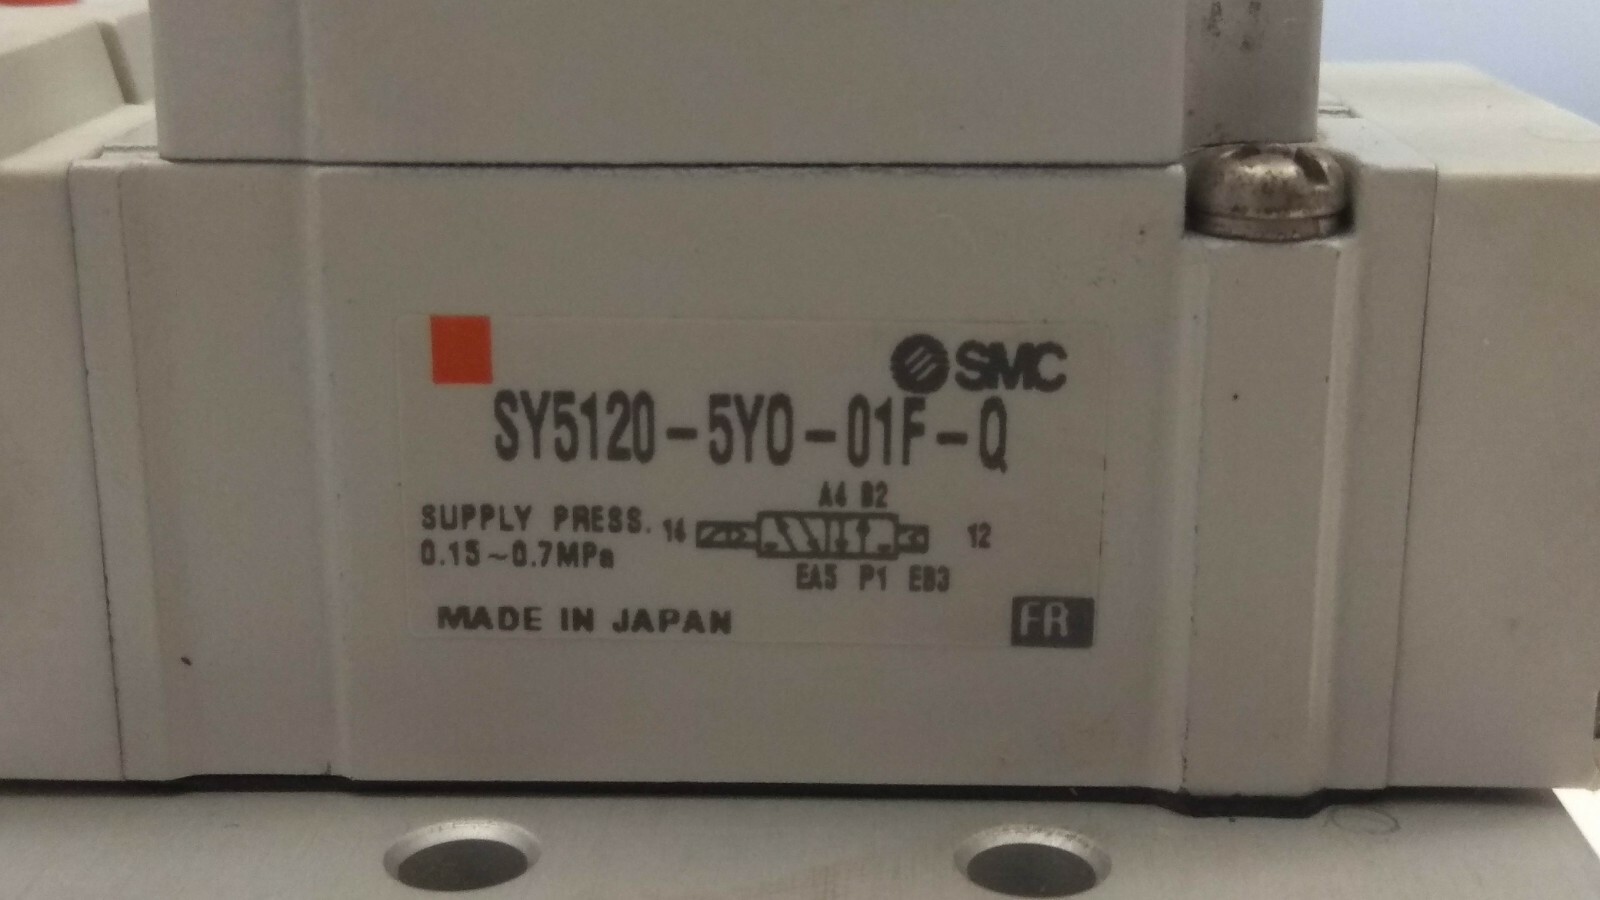 SMC
SY5120-5YO-01F-Q
A4 B2
SUPPLY PRESS. 14 12
0.15~0.7MPa
EA5 P1 EB3
MADE IN JAPAN
FR